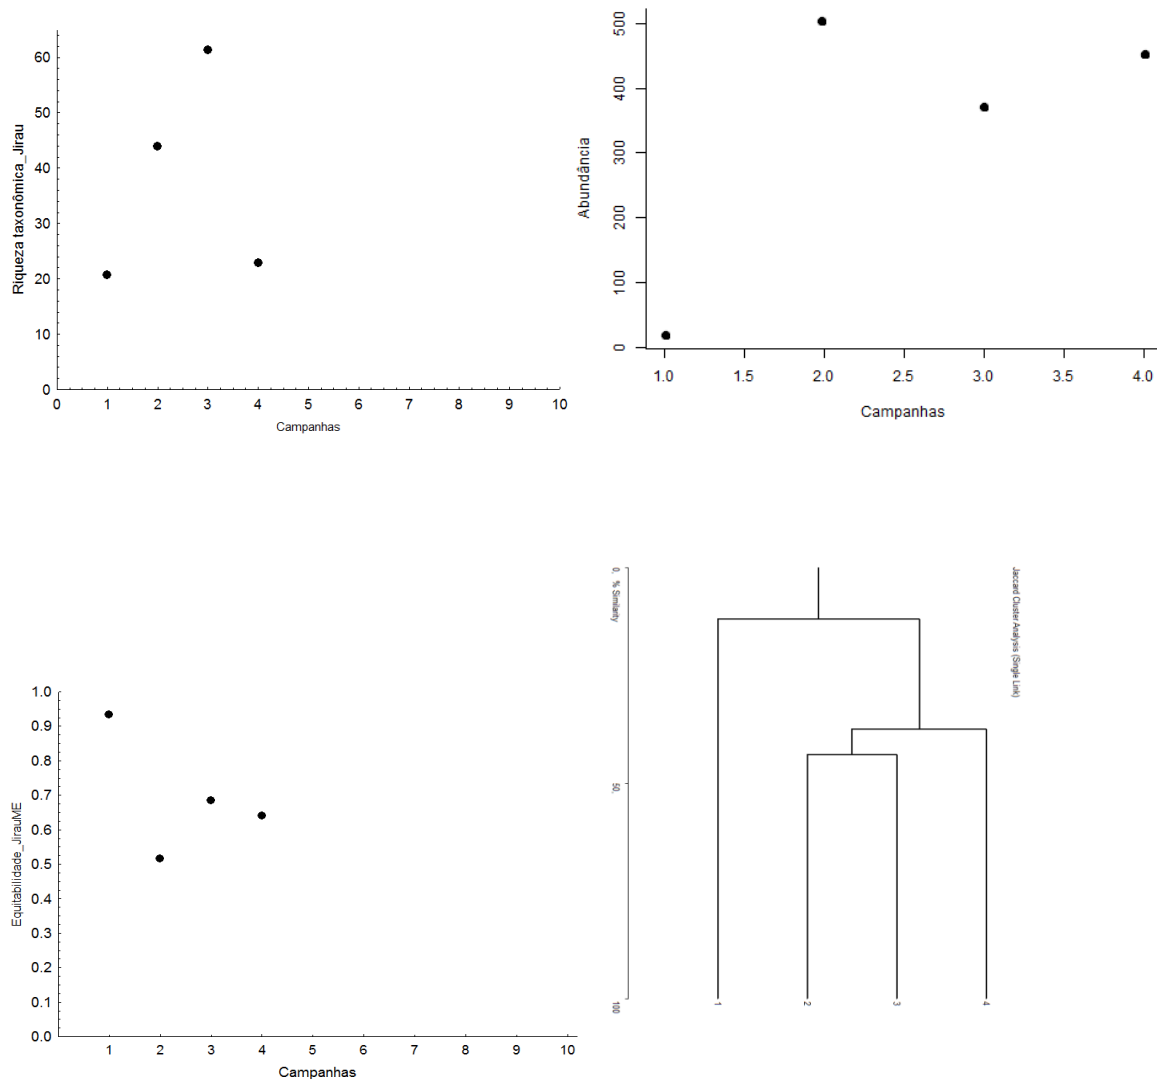 Riqueza taxonômica_Jirau
60
50
40
30
20
10
0
0 1 2 3 4 5 6 7 8 9 10
Campanhas
Abundância
500
400
300
200
100
0
1.0 1.5 2.0 2.5 3.0 3.5 4.0
Campanhas
Equitabilidade_JirauME
1.0
0.9
0.8
0.7
0.6
0.5
0.4
0.3
0.2
0.1
0.0
1 2 3 4 5 6 7 8 9 10
Campanhas
Jaccard Cluster Analysis (Single Link)
0, % Similarity
50,
100
1 2 3 4